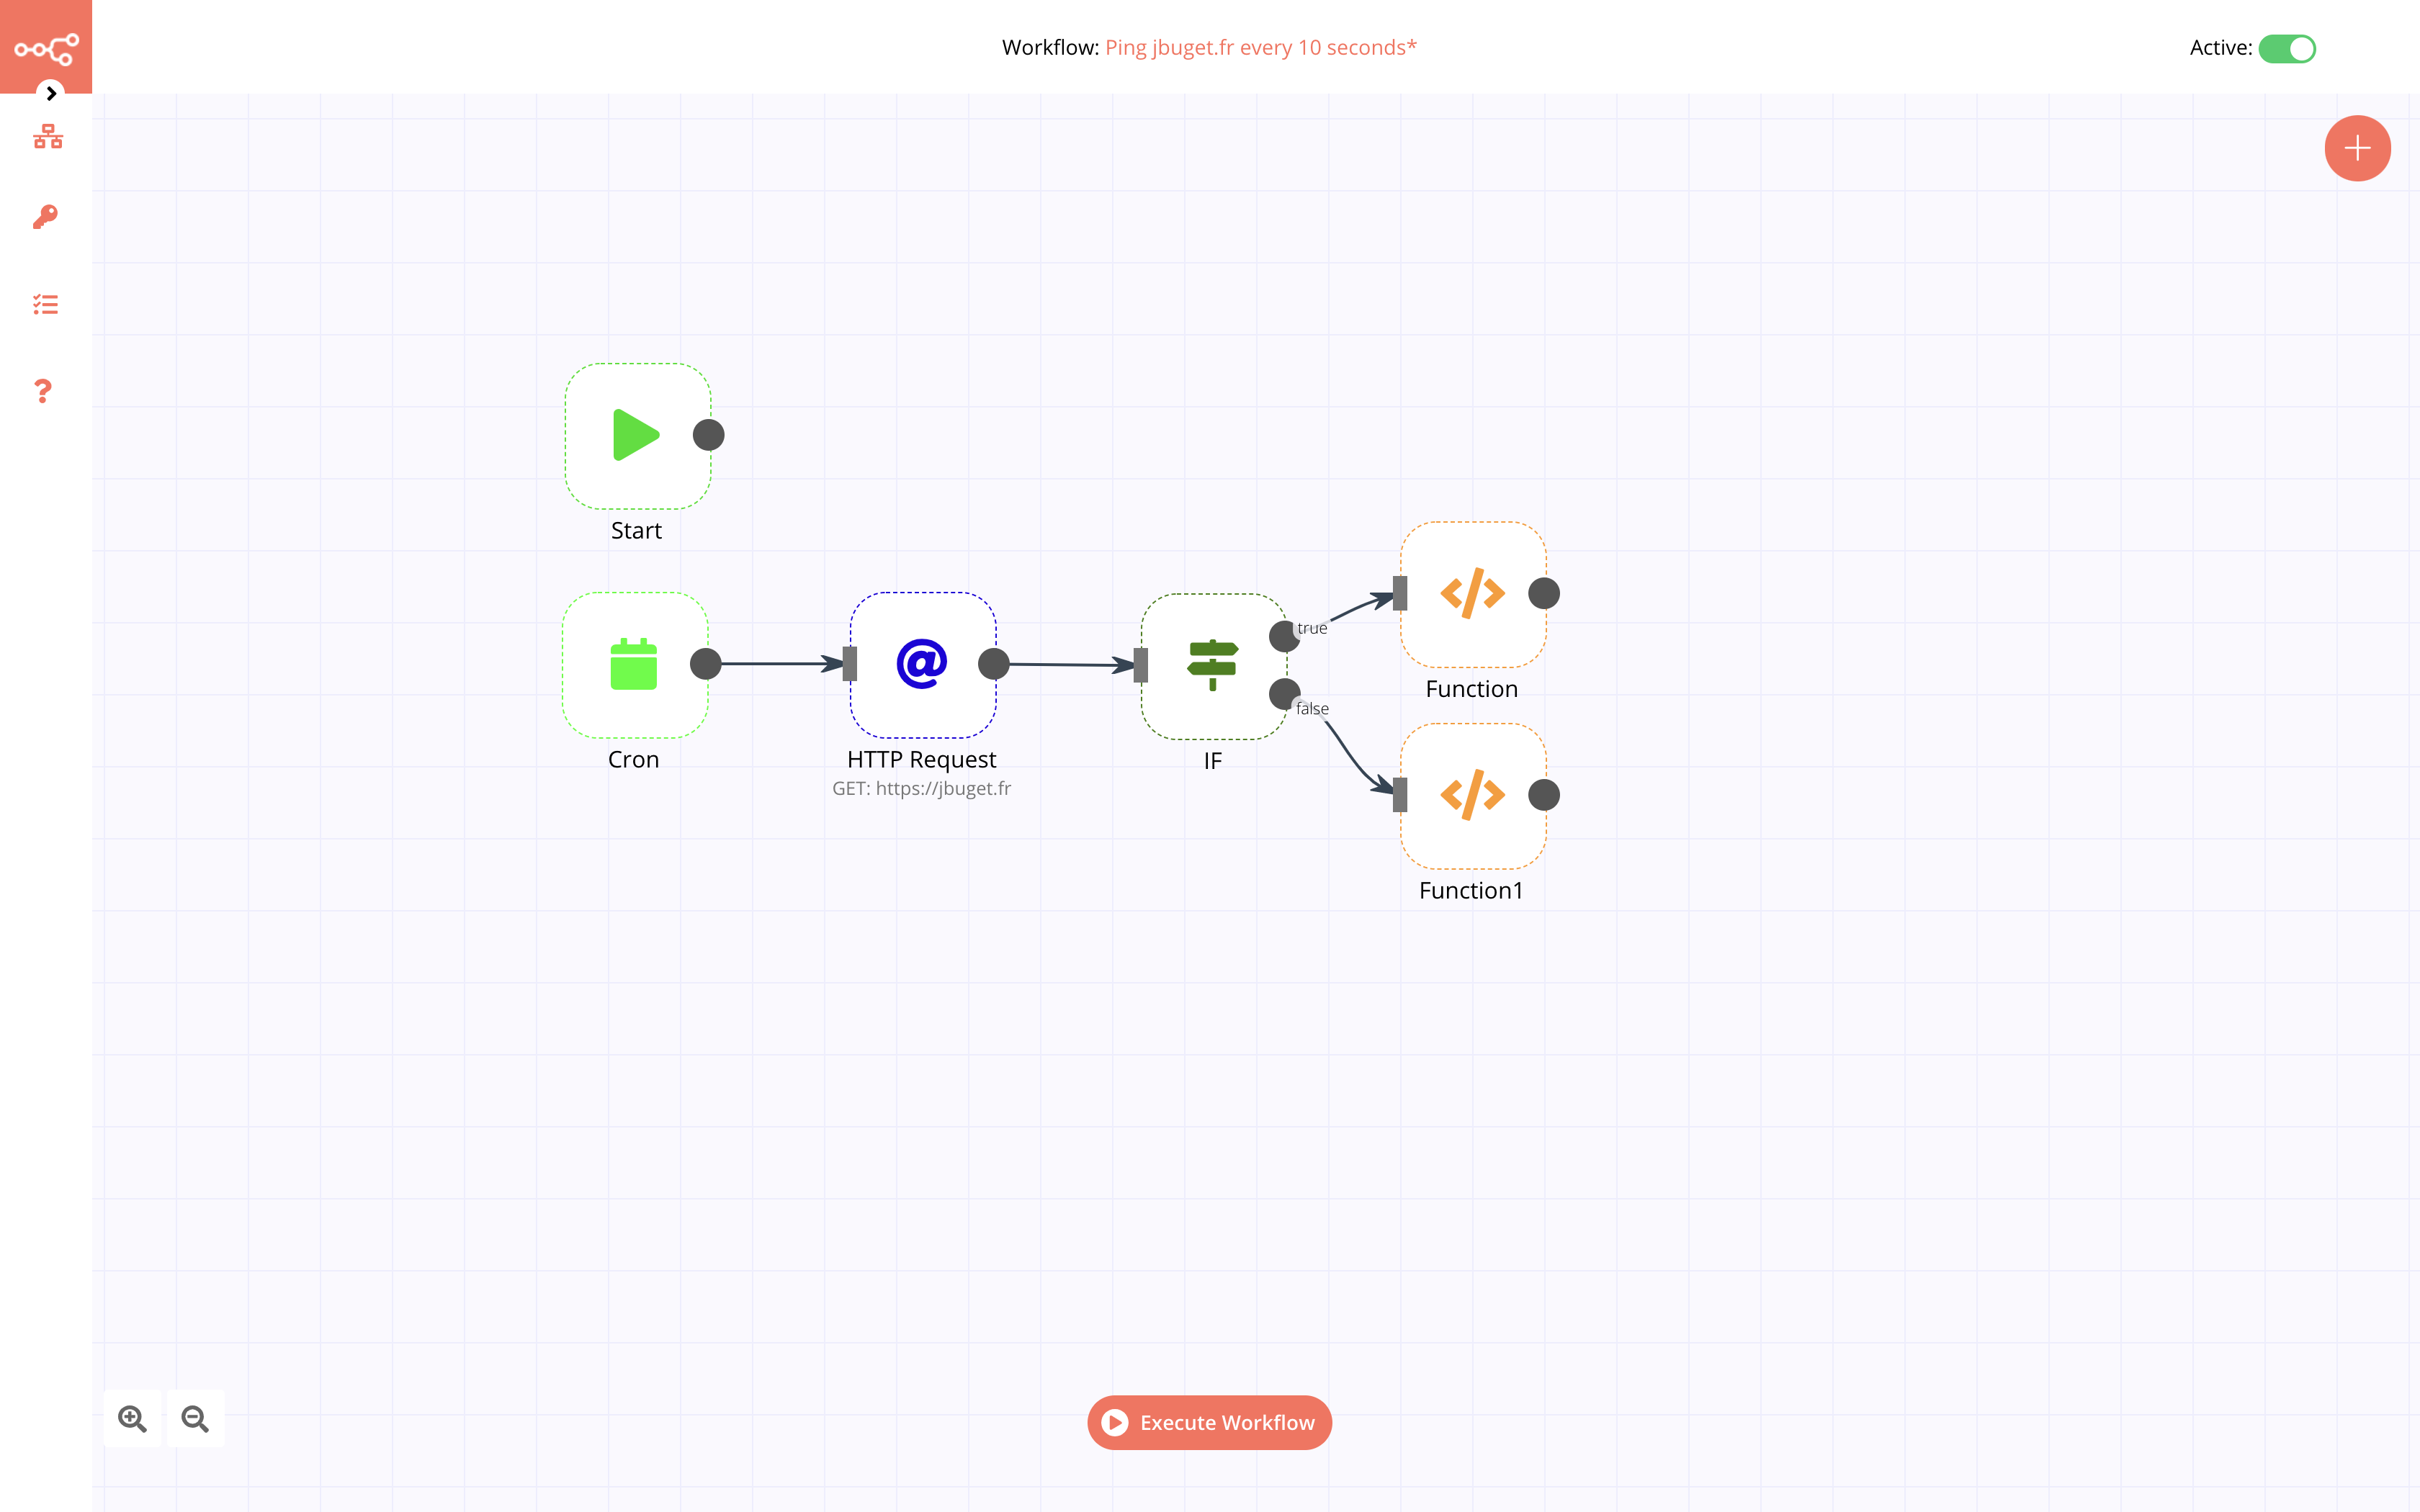 Workflow: Ping jbuget.fr every 10 seconds*
Active:
Start
true
Function
false
Cron
HTTP Request
GET: https://jbuget.fr
IF
Function1
Execute Workflow